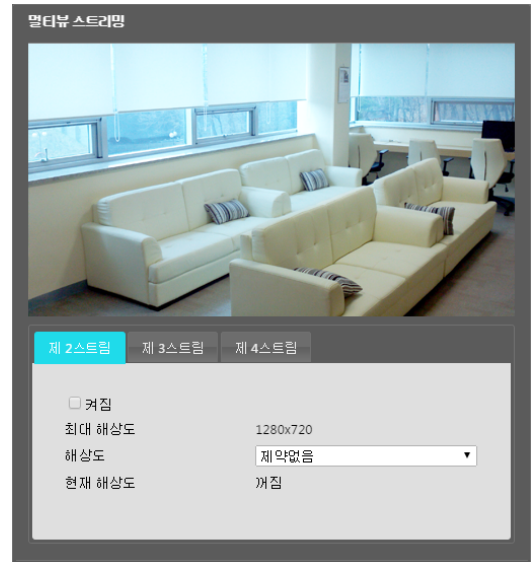 멀티뷰 스트리밍
제 2스트림 제 3스트림 제 4스트림
켜짐
최대 해상도 1280x720
해상도 제약없음
현재 해상도 꺼짐